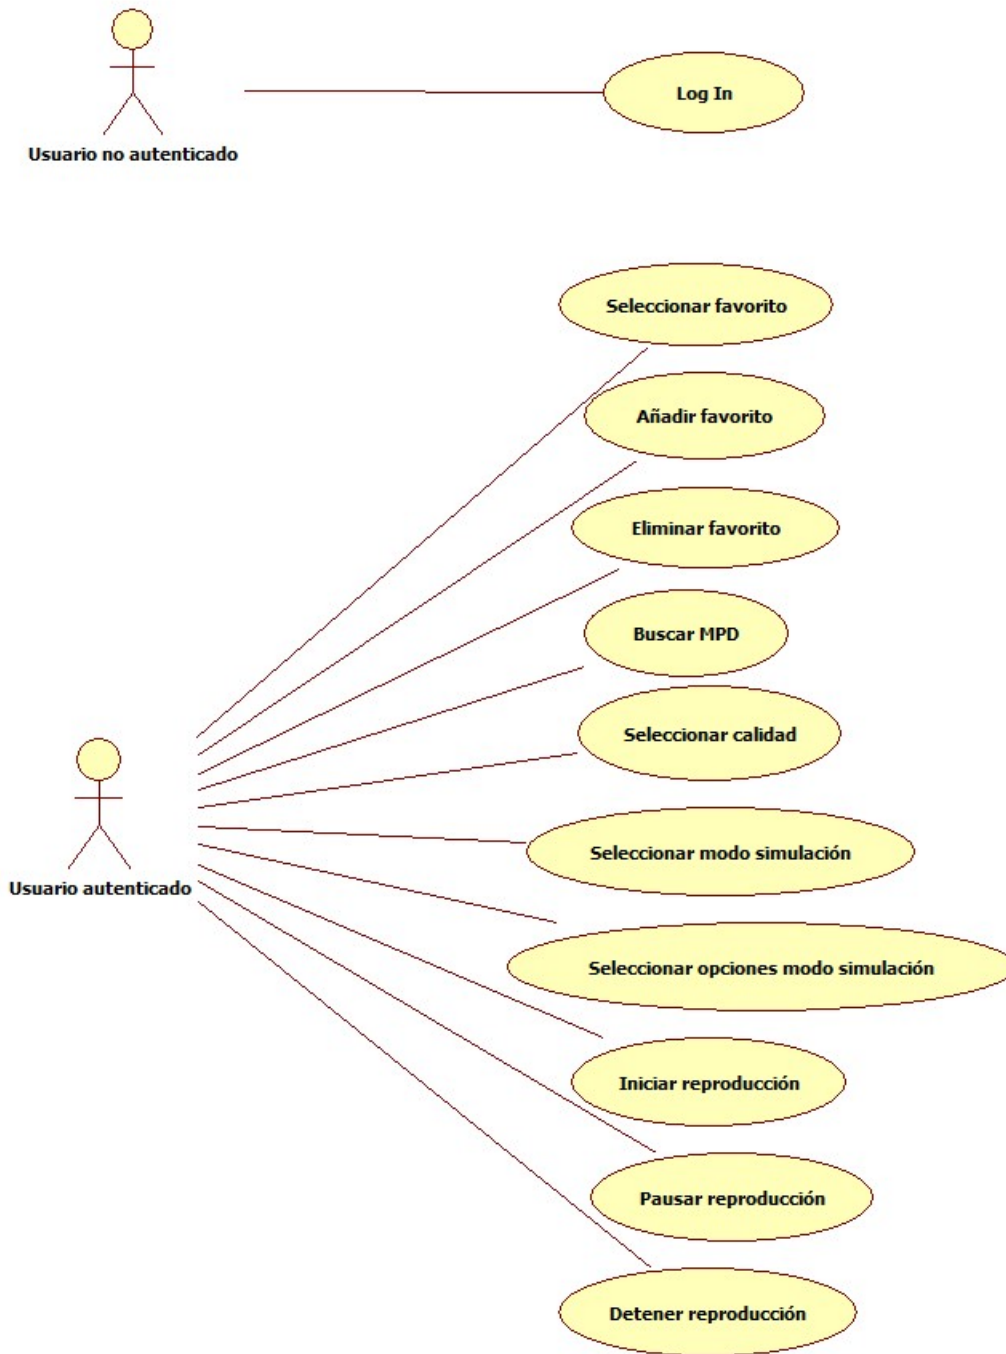 Log In
Usuario no autenticado
Seleccionar favorito
Añadir favorito
Eliminar favorito
Buscar MPD
Seleccionar calidad
Seleccionar modo simulación
Usuario autenticado
Seleccionar opciones modo simulación
Iniciar reproducción
Pausar reproducción
Detener reproducción